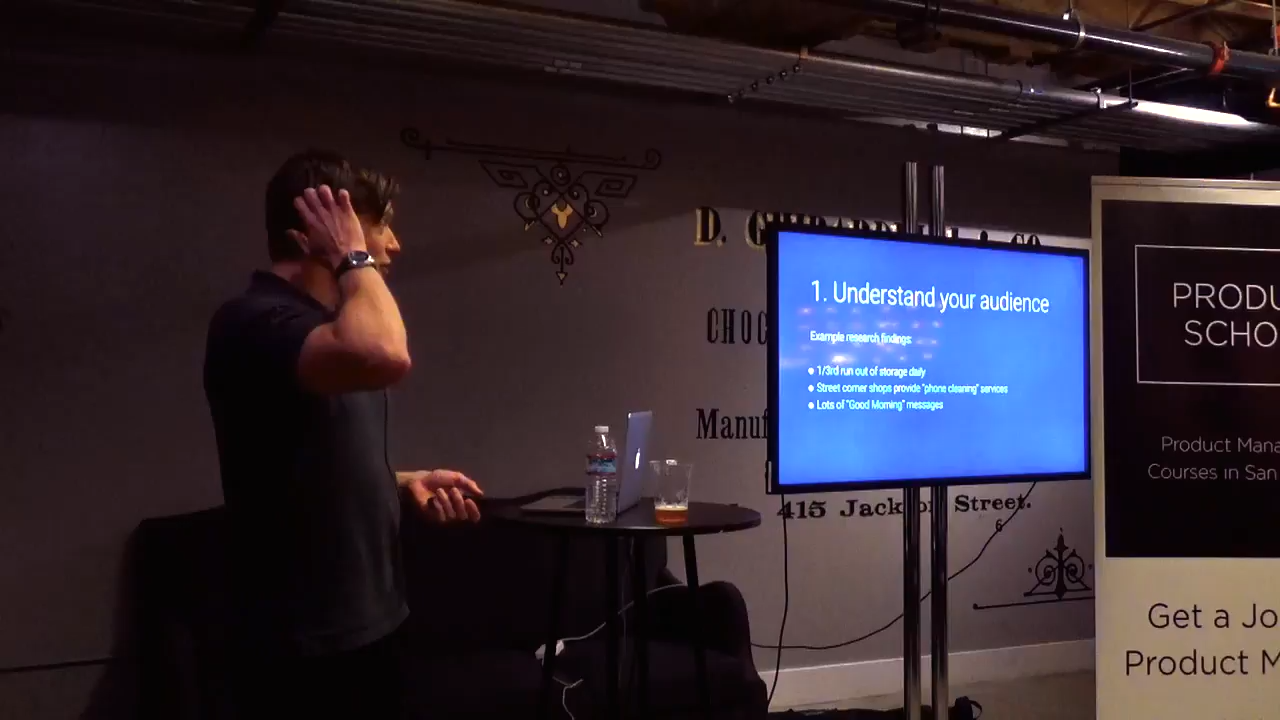 D. G
CHOC
Manuf
415 Jack Street.
6
1. Understand your audience
Example research findings:
● 1/3rd run out of storage daily
● Street corner shops provide "phone cleaning" services
● Lots of "Good Morning" messages
PRODU
SCHO
Product Mana
Courses in San
Get a Jo
Product M